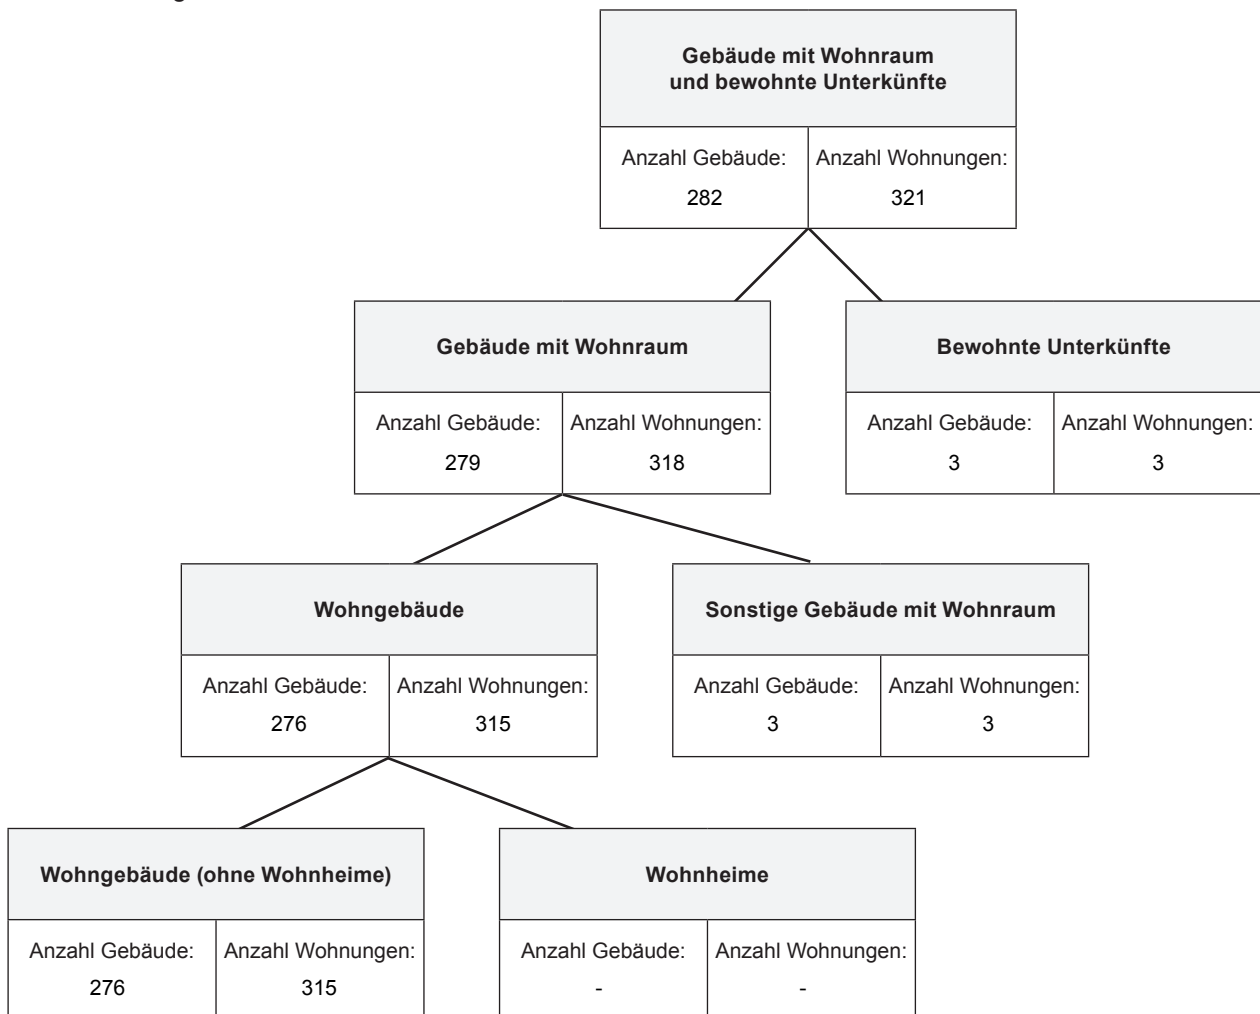 Gebäude mit Wohnraum
und bewohnte Unterkünfte
Anzahl Gebäude: Anzahl Wohnungen:
282 321
Gebäude mit Wohnraum
Anzahl Gebäude: Anzahl Wohnungen:
279 318
Bewohnte Unterkünfte
Anzahl Gebäude: Anzahl Wohnungen:
3 3
Wohngebäude
Anzahl Gebäude: Anzahl Wohnungen:
276 315
Sonstige Gebäude mit Wohnraum
Anzahl Gebäude: Anzahl Wohnungen:
3 3
Wohngebäude (ohne Wohnheime)
Anzahl Gebäude: Anzahl Wohnungen:
276 315
Wohnheime
Anzahl Gebäude: Anzahl Wohnungen:
- -